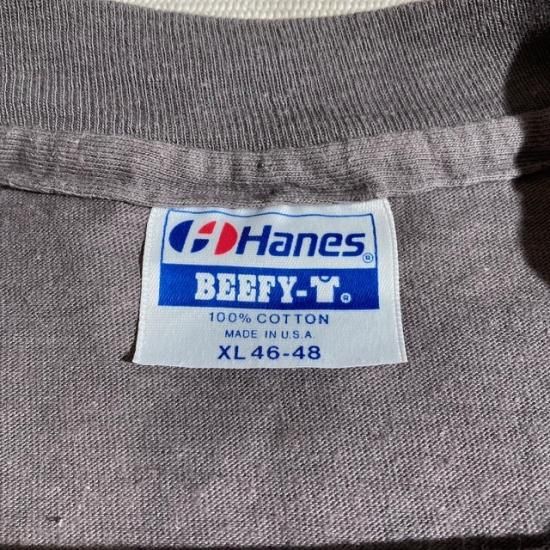 Hanes®
BEEFY-T®
100% COTTON
MADE IN U.S.A.
XL 46-48